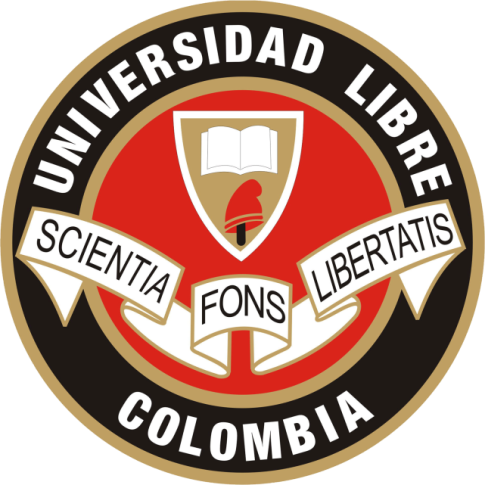 UNIVERSIDAD LIBRE
SCIENTIA
FONS
LIBERTATIS
COLOMBIA